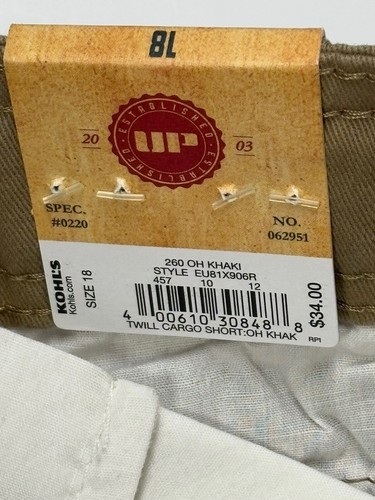 18
ESTABLISHED
20 UP 03
ESTABLISHED
SPEC.
#0220
NO.
062951
KOHL'S
Kohls.com
SIZE 18
260 OH KHAKI
STYLE EU81X906R
457 10 12
4 00610 30848 8
TWILL CARGO SHORT:OH KHAK
$34.00
RPI